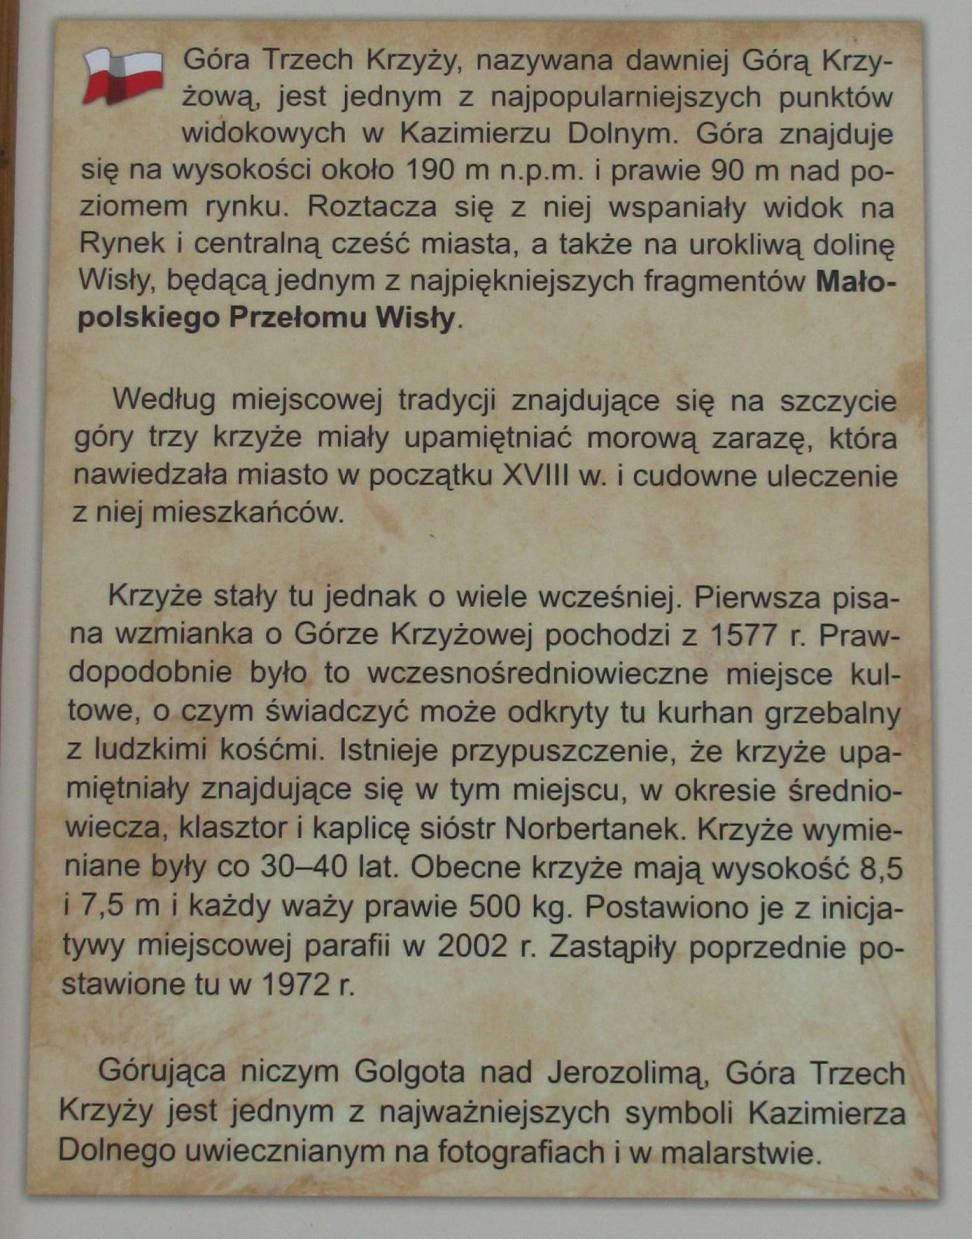 Góra Trzech Krzyży, nazywana dawniej Górą Krzy-
żową, jest jednym z najpopularniejszych punktów
widokowych w Kazimierzu Dolnym. Góra znajduje
się na wysokości około 190 m n.p.m. i prawie 90 m nad po-
ziomem rynku. Roztacza się z niej wspaniały widok na
Rynek i centralną cześć miasta, a także na urokliwą dolinę
Wisły, będącą jednym z najpiękniejszych fragmentów Mało-
polskiego Przełomu Wisły.
Według miejscowej tradycji znajdujące się na szczycie
góry trzy krzyże miały upamiętniać morową zarazę, która
nawiedzała miasto w początku XVIII w. i cudowne uleczenie
z niej mieszkańców.
Krzyże stały tu jednak o wiele wcześniej. Pierwsza pisa-
na wzmianka o Górze Krzyżowej pochodzi z 1577 r. Praw-
dopodobnie było to wczesnośredniowieczne miejsce kul-
towe, o czym świadczyć może odkryty tu kurhan grzebalny
z ludzkimi kośćmi. Istnieje przypuszczenie, że krzyże upa-
miętniały znajdujące się w tym miejscu, w okresie średnio-
wiecza, klasztor i kaplicę sióstr Norbertanek. Krzyże wymie-
niane były co 30–40 lat. Obecne krzyże mają wysokość 8,5
i 7,5 m i każdy waży prawie 500 kg. Postawiono je z inicja-
tywy miejscowej parafii w 2002 r. Zastąpiły poprzednie po-
stawione tu w 1972 r.
Górująca niczym Golgota nad Jerozolimą, Góra Trzech
Krzyży jest jednym z najważniejszych symboli Kazimierza
Dolnego uwiecznianym na fotografiach i w malarstwie.